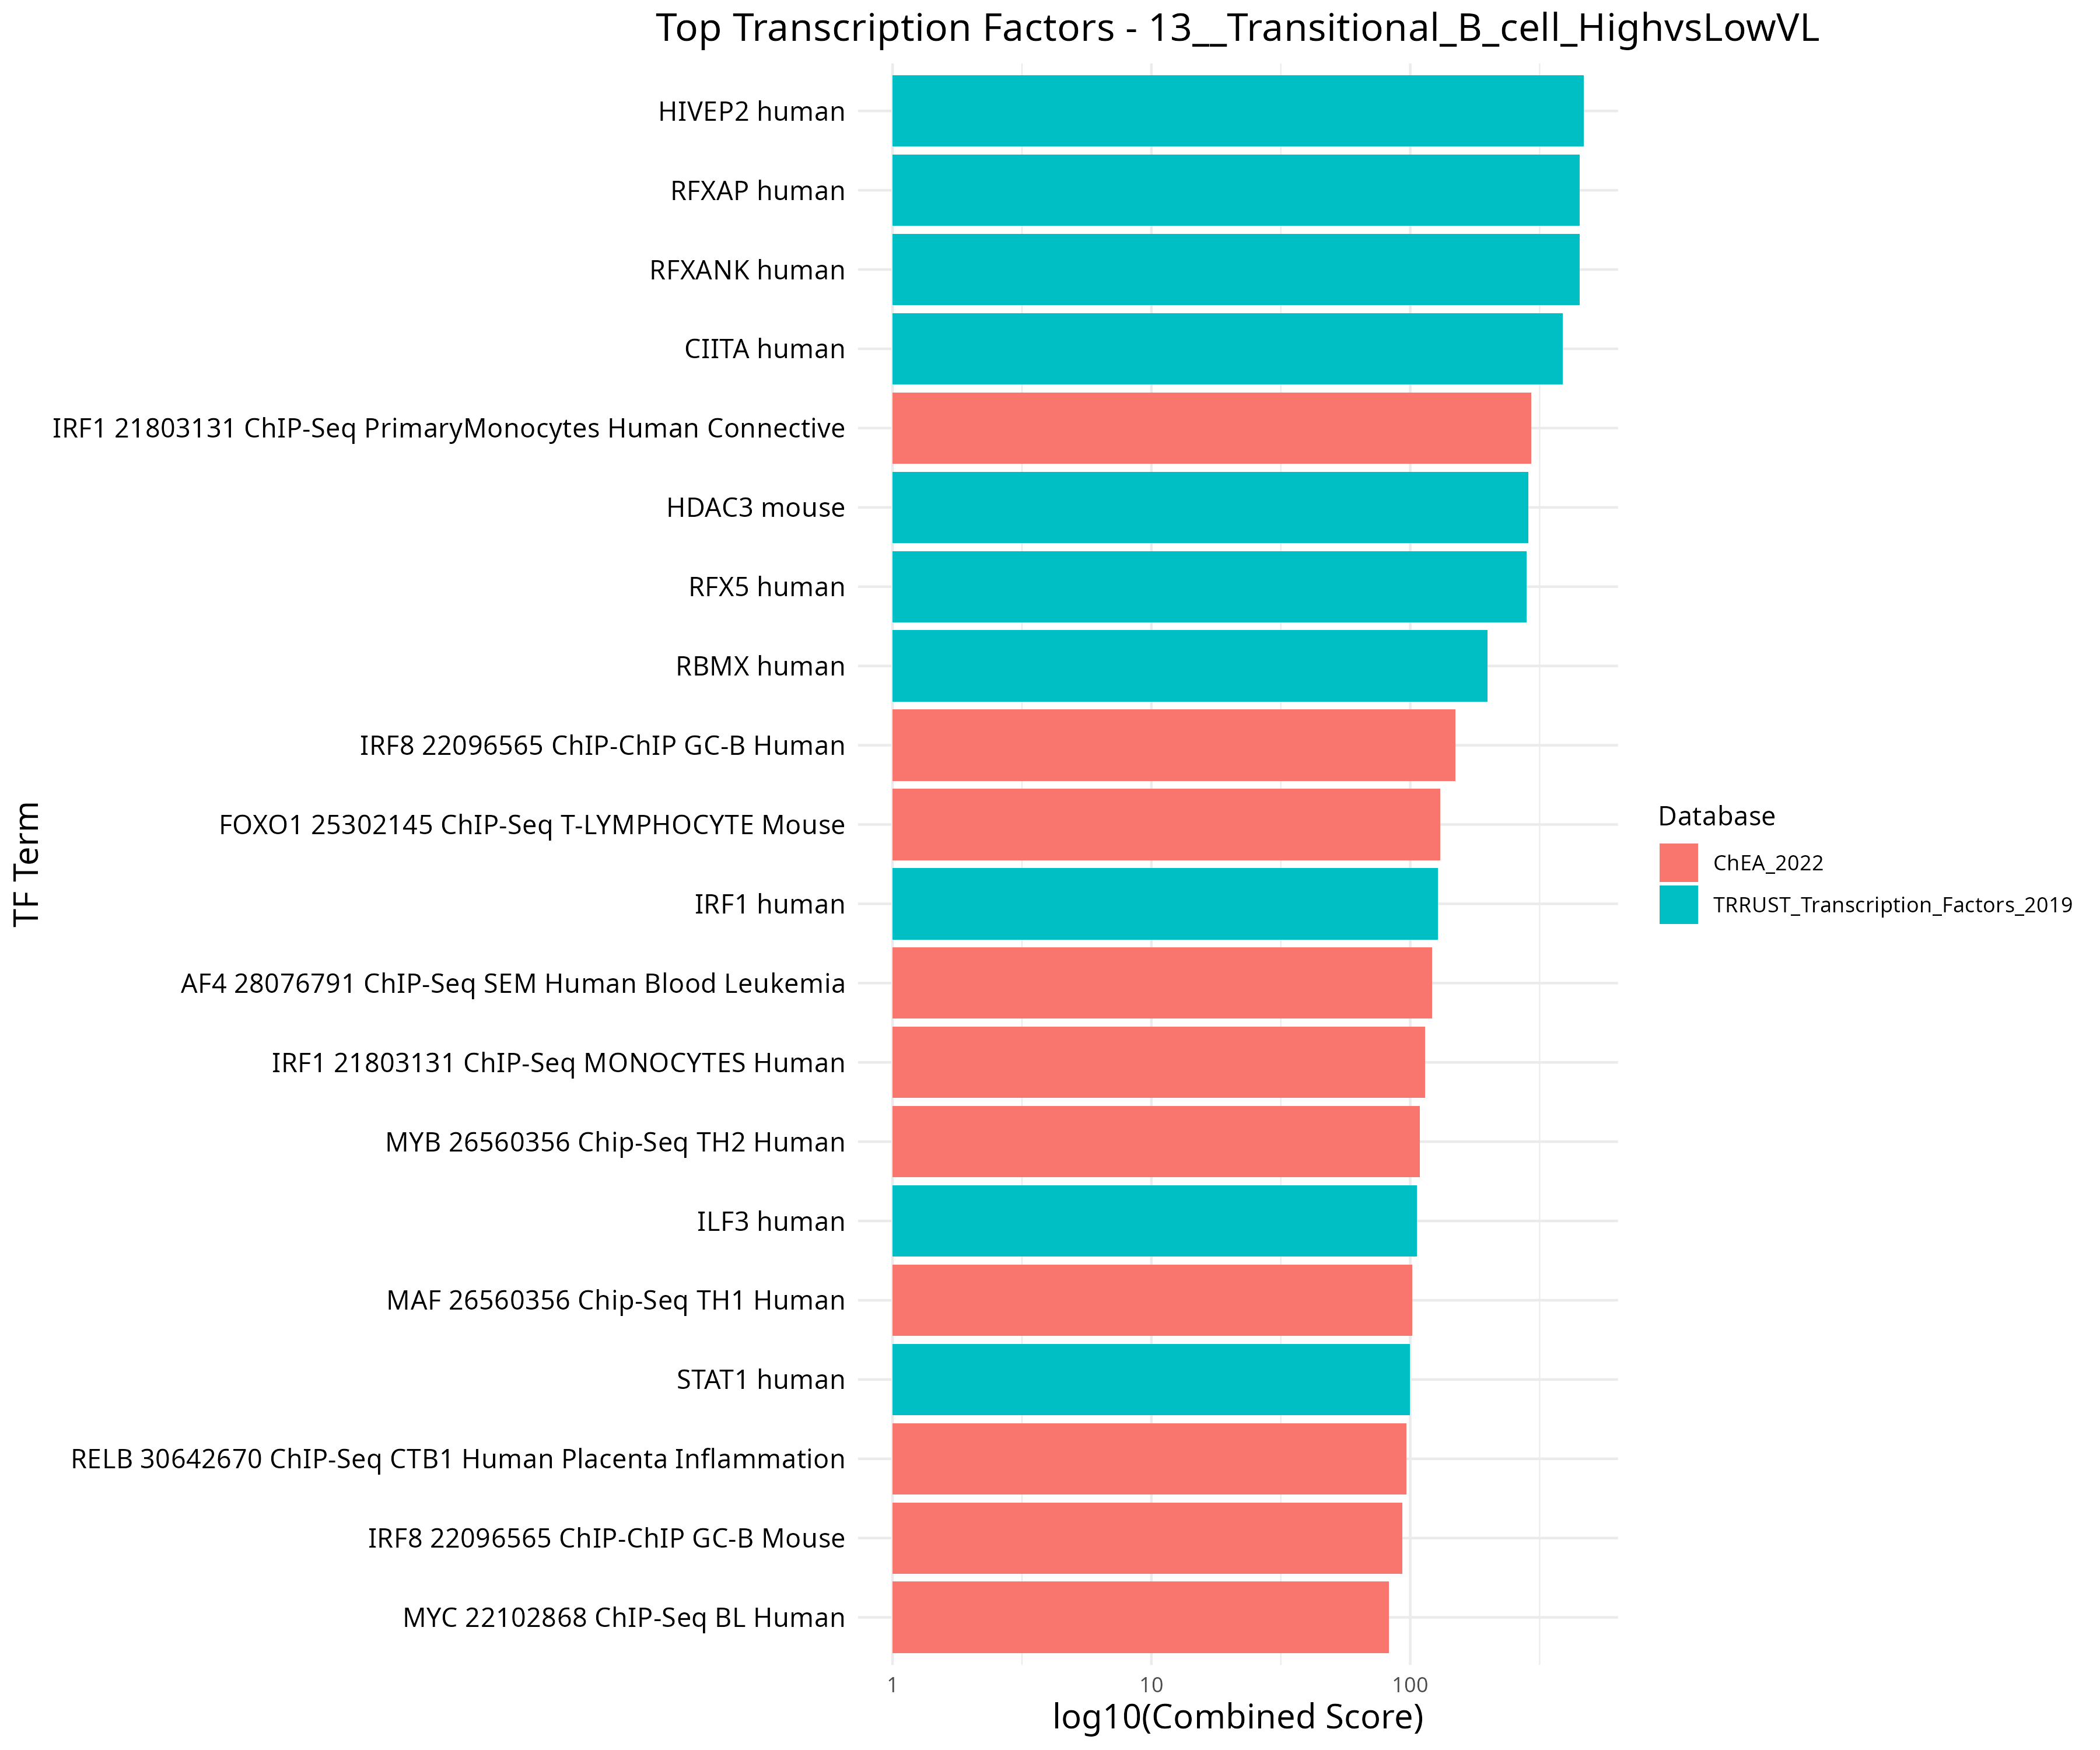 Top Transcription Factors - 13__Transitional_B_cell_HighvsLowVL
TF Term
HIVEP2 human
RFXAP human
RFXANK human
CIITA human
IRF1 21803131 ChIP-Seq PrimaryMonocytes Human Connective
HDAC3 mouse
RFX5 human
RBMX human
IRF8 22096565 ChIP-ChIP GC-B Human
FOXO1 25302145 ChIP-Seq T-LYMPHOCYTE Mouse
IRF1 human
AF4 28076791 ChIP-Seq SEM Human Blood Leukemia
IRF1 21803131 ChIP-Seq MONOCYTES Human
MYB 26560356 Chip-Seq TH2 Human
ILF3 human
MAF 26560356 Chip-Seq TH1 Human
STAT1 human
RELB 30642670 ChIP-Seq CTB1 Human Placenta Inflammation
IRF8 22096565 ChIP-ChIP GC-B Mouse
MYC 22102868 ChIP-Seq BL Human
1 10 100
log10(Combined Score)
Database
ChEA_2022
TRRUST_Transcription_Factors_2019